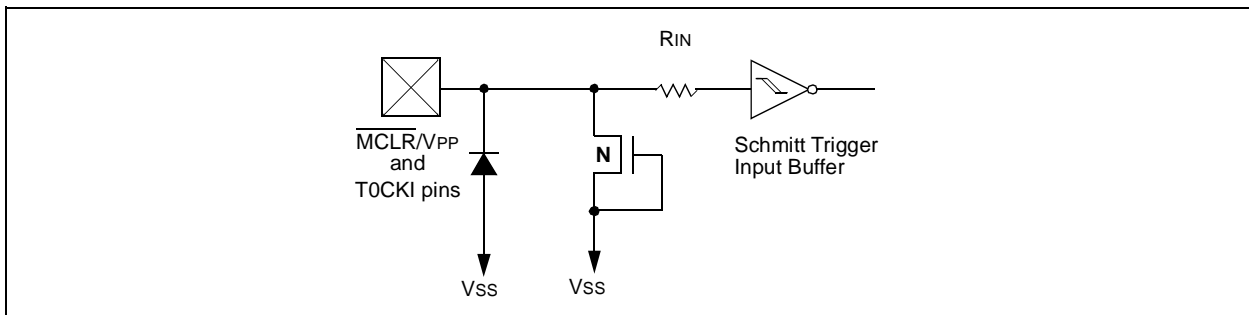 RIN
MCLR/VPP
and
T0CKI pins
N
Schmitt Trigger
Input Buffer
VSS
VSS